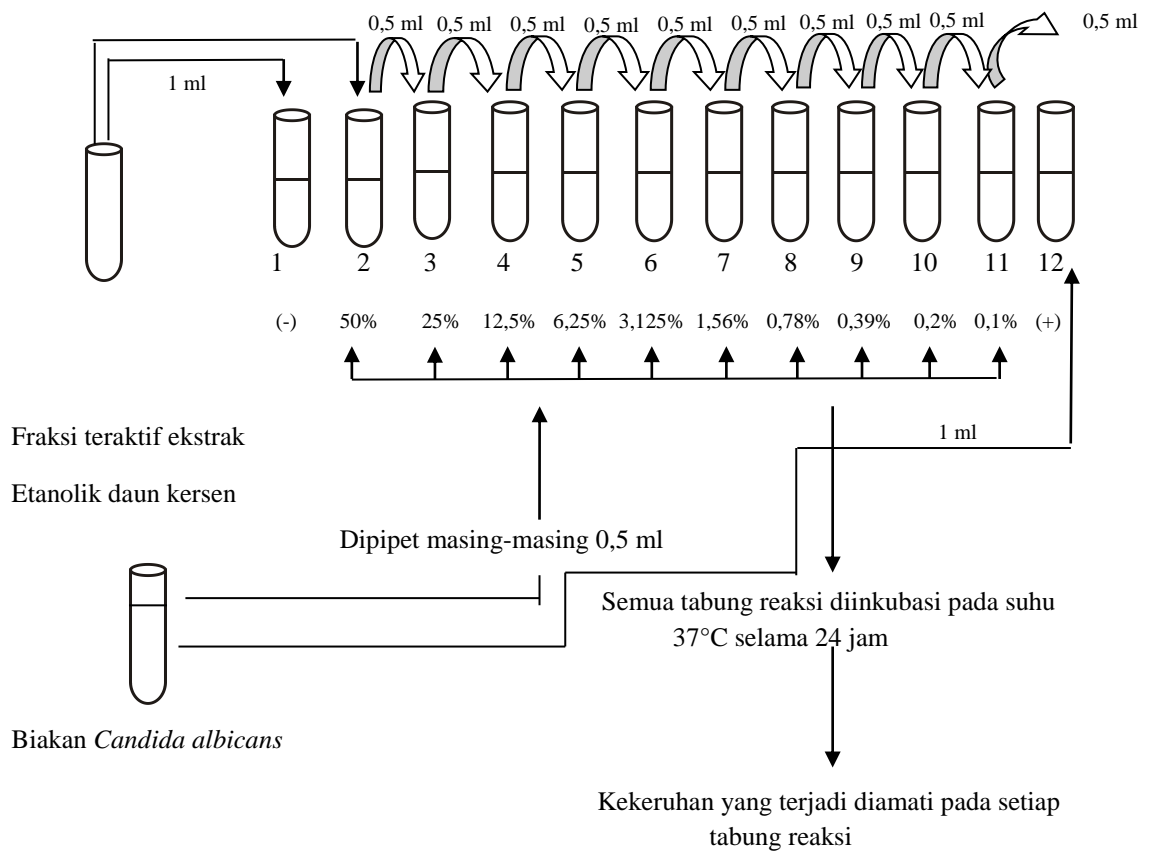 0,5 ml 0,5 ml 0,5 ml 0,5 ml 0,5 ml 0,5 ml 0,5 ml 0,5 ml 0,5 ml 0,5 ml
1 ml
1 2 3 4 5 6 7 8 9 10 11 12
(-) 50% 25% 12,5% 6,25% 3,125% 1,56% 0,78% 0,39% 0,2% 0,1% (+)
Fraksi teraktif ekstrak
Etanolik daun kersen
1 ml
Dipipet masing-masing 0,5 ml
Semua tabung reaksi diinkubasi pada suhu
37°C selama 24 jam
Biakan Candida albicans
Kekeruhan yang terjadi diamati pada setiap
tabung reaksi